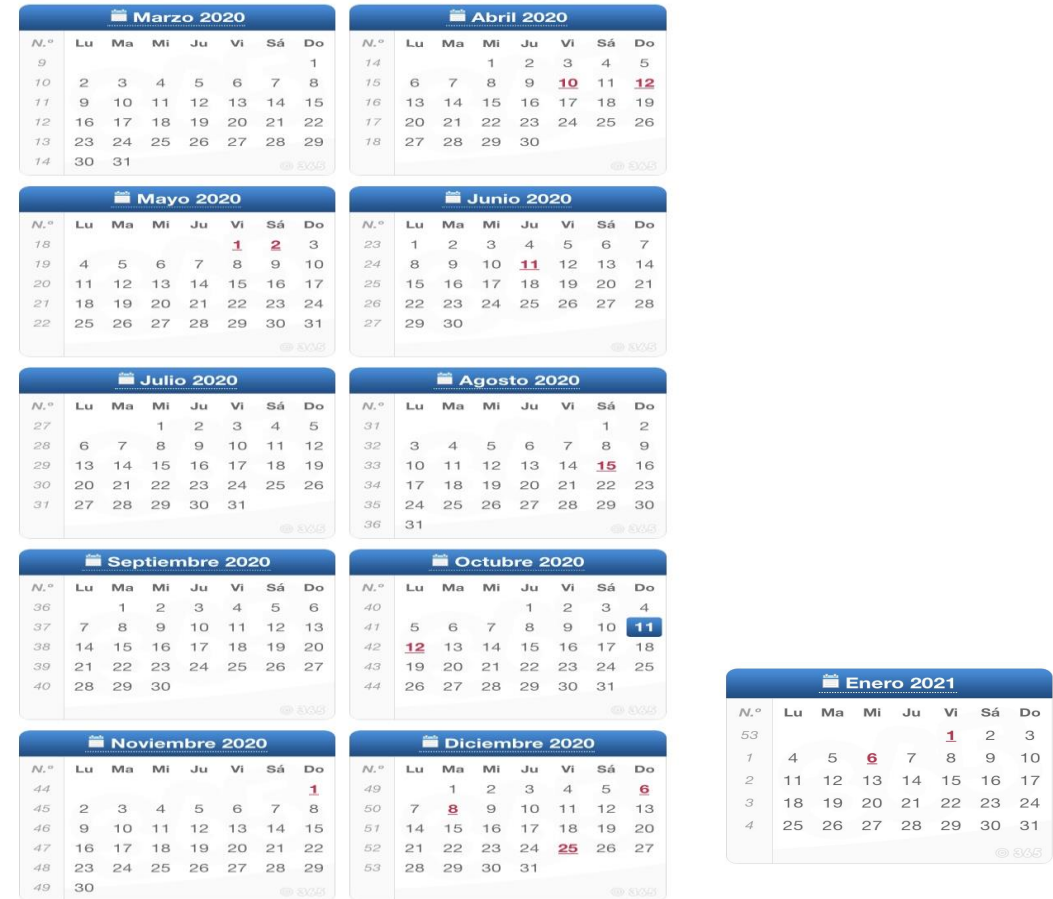 Marzo 2020
N.º Lu Ma Mi Ju Vi Sá Do
9 1
10 2 3 4 5 6 7 8
11 9 10 11 12 13 14 15
12 16 17 18 19 20 21 22
13 23 24 25 26 27 28 29
14 30 31
© 365
Abril 2020
N.º Lu Ma Mi Ju Vi Sá Do
14 1 2 3 4 5
15 6 7 8 9 10 11 12
16 13 14 15 16 17 18 19
17 20 21 22 23 24 25 26
18 27 28 29 30
© 365
Mayo 2020
N.º Lu Ma Mi Ju Vi Sá Do
18 1 2 3
19 4 5 6 7 8 9 10
20 11 12 13 14 15 16 17
21 18 19 20 21 22 23 24
22 25 26 27 28 29 30 31
© 365
Junio 2020
N.º Lu Ma Mi Ju Vi Sá Do
23 1 2 3 4 5 6 7
24 8 9 10 11 12 13 14
25 15 16 17 18 19 20 21
26 22 23 24 25 26 27 28
27 29 30
© 365
Julio 2020
N.º Lu Ma Mi Ju Vi Sá Do
27 1 2 3 4 5
28 6 7 8 9 10 11 12
29 13 14 15 16 17 18 19
30 20 21 22 23 24 25 26
31 27 28 29 30 31
© 365
Agosto 2020
N.º Lu Ma Mi Ju Vi Sá Do
31 1 2
32 3 4 5 6 7 8 9
33 10 11 12 13 14 15 16
34 17 18 19 20 21 22 23
35 24 25 26 27 28 29 30
36 31
© 365
Septiembre 2020
N.º Lu Ma Mi Ju Vi Sá Do
36 1 2 3 4 5 6
37 7 8 9 10 11 12 13
38 14 15 16 17 18 19 20
39 21 22 23 24 25 26 27
40 28 29 30
© 365
Octubre 2020
N.º Lu Ma Mi Ju Vi Sá Do
40 1 2 3 4
41 5 6 7 8 9 10 11
42 12 13 14 15 16 17 18
43 19 20 21 22 23 24 25
44 26 27 28 29 30 31
© 365
Noviembre 2020
N.º Lu Ma Mi Ju Vi Sá Do
44 1
45 2 3 4 5 6 7 8
46 9 10 11 12 13 14 15
47 16 17 18 19 20 21 22
48 23 24 25 26 27 28 29
49 30
© 365
Diciembre 2020
N.º Lu Ma Mi Ju Vi Sá Do
49 1 2 3 4 5 6
50 7 8 9 10 11 12 13
51 14 15 16 17 18 19 20
52 21 22 23 24 25 26 27
53 28 29 30 31
© 365
Enero 2021
N.º Lu Ma Mi Ju Vi Sá Do
53 1 2 3
1 4 5 6 7 8 9 10
2 11 12 13 14 15 16 17
3 18 19 20 21 22 23 24
4 25 26 27 28 29 30 31
© 365